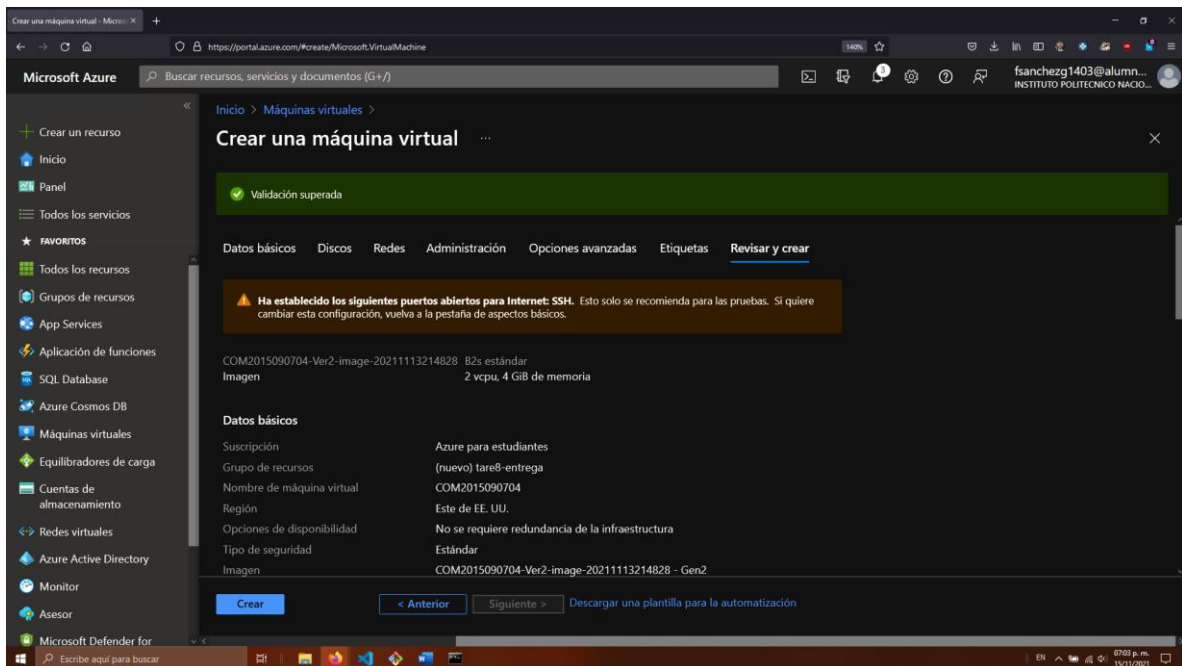 Crear una máquina virtual - Micros
https://portal.azure.com/#create/Microsoft.VirtualMachine
140%
Microsoft Azure
Buscar recursos, servicios y documentos (G+/)
3
fsanchezg1403@alumn...
INSTITUTO POLITECNICO NACIO...
Crear un recurso
Inicio
Panel
Todos los servicios
FAVORITOS
Todos los recursos
Grupos de recursos
App Services
Aplicación de funciones
SQL Database
Azure Cosmos DB
Máquinas virtuales
Equilibradores de carga
Cuentas de
almacenamiento
Redes virtuales
Azure Active Directory
Monitor
Asesor
Microsoft Defender for
Inicio > Máquinas virtuales >
Crear una máquina virtual ...
Validación superada
Datos básicos Discos Redes Administración Opciones avanzadas Etiquetas Revisar y crear
Ha establecido los siguientes puertos abiertos para Internet: SSH. Esto solo se recomienda para las pruebas. Si quiere
cambiar esta configuración, vuelva a la pestaña de aspectos básicos.
COM2015090704-Ver2-image-20211113214828 B2s estándar
Imagen 2 vcpu, 4 GiB de memoria
Datos básicos
Suscripción Azure para estudiantes
Grupo de recursos (nuevo) tare8-entrega
Nombre de máquina virtual COM2015090704
Región Este de EE. UU.
Opciones de disponibilidad No se requiere redundancia de la infraestructura
Tipo de seguridad Estándar
Imagen COM2015090704-Ver2-image-20211113214828 - Gen2
Crear < Anterior Siguiente > Descargar una plantilla para la automatización
Escribe aquí para buscar
EN
07:03 p. m.
15/11/2021